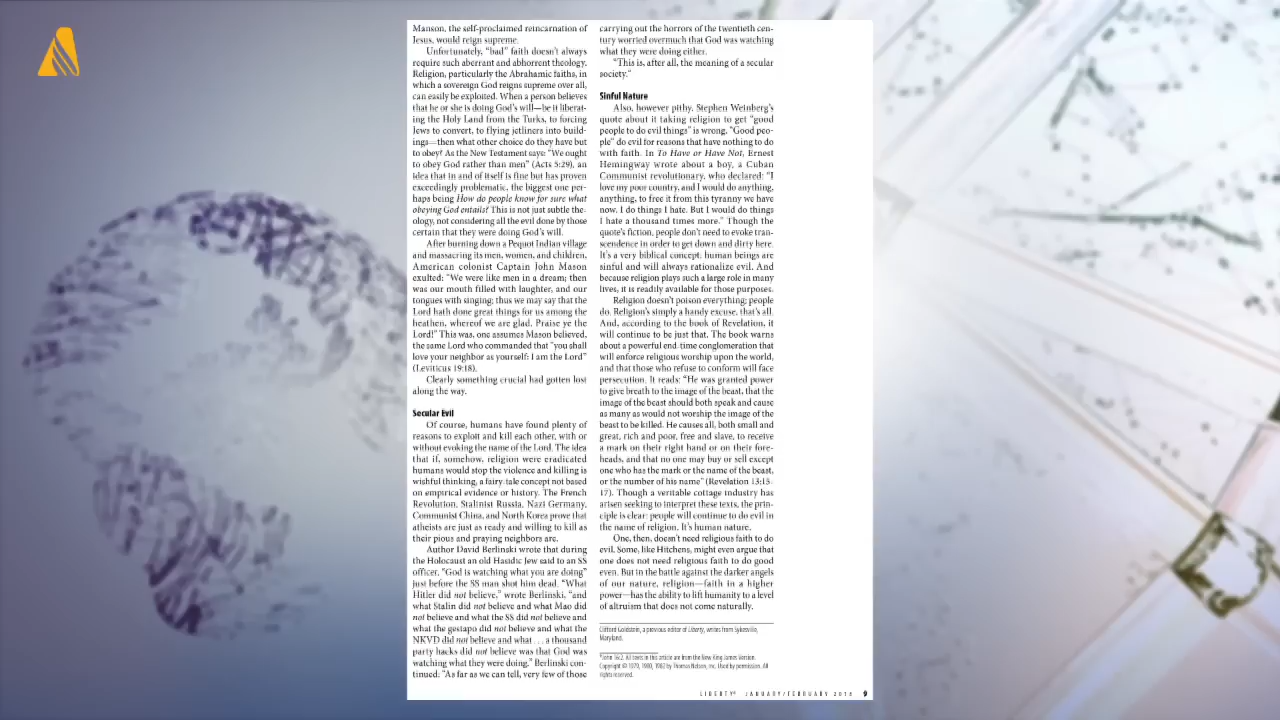 Manson, the self-proclaimed reincarnation of
Jesus, would reign supreme.
Unfortunately, "bad" faith doesn't always
require such aberrant and abhorrent theology.
Religion, particularly the Abrahamic faiths, in
which a sovereign God reigns supreme over all,
can easily be exploited. When a person believes
that he or she is doing God's will—be it liberat-
ing the Holy Land from the Turks, to forcing
Jews to convert, to flying jetliners into build-
ings—then what other choice do they have but
to obey? As the New Testament says: "We ought
to obey God rather than men" (Acts 5:29), an
idea that in and of itself is fine but has proven
exceedingly problematic, the biggest one per-
haps being How do people know for sure what
obeying God entails? This is not just subtle the-
ology, not considering all the evil done by those
certain that they were doing God's will.
After burning down a Pequot Indian village
and massacring its men, women, and children,
American colonist Captain John Mason
exulted: "We were like men in a dream; then
was our mouth filled with laughter, and our
tongues with singing; thus we may say that the
Lord hath done great things for us among the
heathen, whereof we are glad. Praise ye the
Lord!" This was, one assumes Mason believed,
the same Lord who commanded that "you shall
love your neighbor as yourself: I am the Lord"
(Leviticus 19:18).
Clearly something crucial had gotten lost
along the way.
Secular Evil
Of course, humans have found plenty of
reasons to exploit and kill each other, with or
without evoking the name of the Lord. The idea
that if, somehow, religion were eradicated
humans would stop the violence and killing is
wishful thinking, a fairy-tale concept not based
on empirical evidence or history. The French
Revolution, Stalinist Russia, Nazi Germany,
Communist China, and North Korea prove that
atheists are just as ready and willing to kill as
their pious and praying neighbors are.
Author David Berlinski wrote that during
the Holocaust an old Hasidic Jew said to an SS
officer, "God is watching what you are doing"
just before the SS man shot him dead. "What
Hitler did not believe," wrote Berlinski, "and
what Stalin did not believe and what Mao did
not believe and what the SS did not believe and
what the gestapo did not believe and what the
NKVD did not believe and what . . . a thousand
party hacks did not believe was that God was
watching what they were doing." Berlinski con-
tinued: "As far as we can tell, very few of those
carrying out the horrors of the twentieth cen-
tury worried overmuch that God was watching
what they were doing either.
"This is, after all, the meaning of a secular
society."
Sinful Nature
Also, however pithy, Stephen Weinberg's
quote about it taking religion to get "good
people to do evil things" is wrong. "Good peo-
ple" do evil for reasons that have nothing to do
with faith. In To Have or Have Not, Ernest
Hemingway wrote about a boy, a Cuban
Communist revolutionary, who declared: "I
love my poor country, and I would do anything,
anything, to free it from this tyranny we have
now. I do things I hate. But I would do things
I hate a thousand times more." Though the
quote's fiction, people don't need to evoke tran-
scendence in order to get down and dirty here.
It's a very biblical concept: human beings are
sinful and will always rationalize evil. And
because religion plays such a large role in many
lives, it is readily available for those purposes.
Religion doesn't poison everything; people
do. Religion's simply a handy excuse, that's all.
And, according to the book of Revelation, it
will continue to be just that. The book warns
about a powerful end-time conglomeration that
will enforce religious worship upon the world,
and that those who refuse to conform will face
persecution. It reads: "He was granted power
to give breath to the image of the beast, that the
image of the beast should both speak and cause
as many as would not worship the image of the
beast to be killed. He causes all, both small and
great, rich and poor, free and slave, to receive
a mark on their right hand or on their fore-
heads, and that no one may buy or sell except
one who has the mark or the name of the beast,
or the number of his name" (Revelation 13:15-
17). Though a veritable cottage industry has
arisen seeking to interpret these texts, the prin-
ciple is clear: people will continue to do evil in
the name of religion. It's human nature.
One, then, doesn't need religious faith to do
evil. Some, like Hitchens, might even argue that
one does not need religious faith to do good
even. But in the battle against the darker angels
of our nature, religion—faith in a higher
power—has the ability to lift humanity to a level
of altruism that does not come naturally.
Clifford Goldstein, a previous editor of Liberty, writes from Sykesville,
Maryland.
John 16:2. All texts in this article are from the New King James Version.
Copyright © 1979, 1980, 1982 by Thomas Nelson, Inc. Used by permission. All
rights reserved.
LIBERTY® JANUARY/FEBRUARY 2018 9